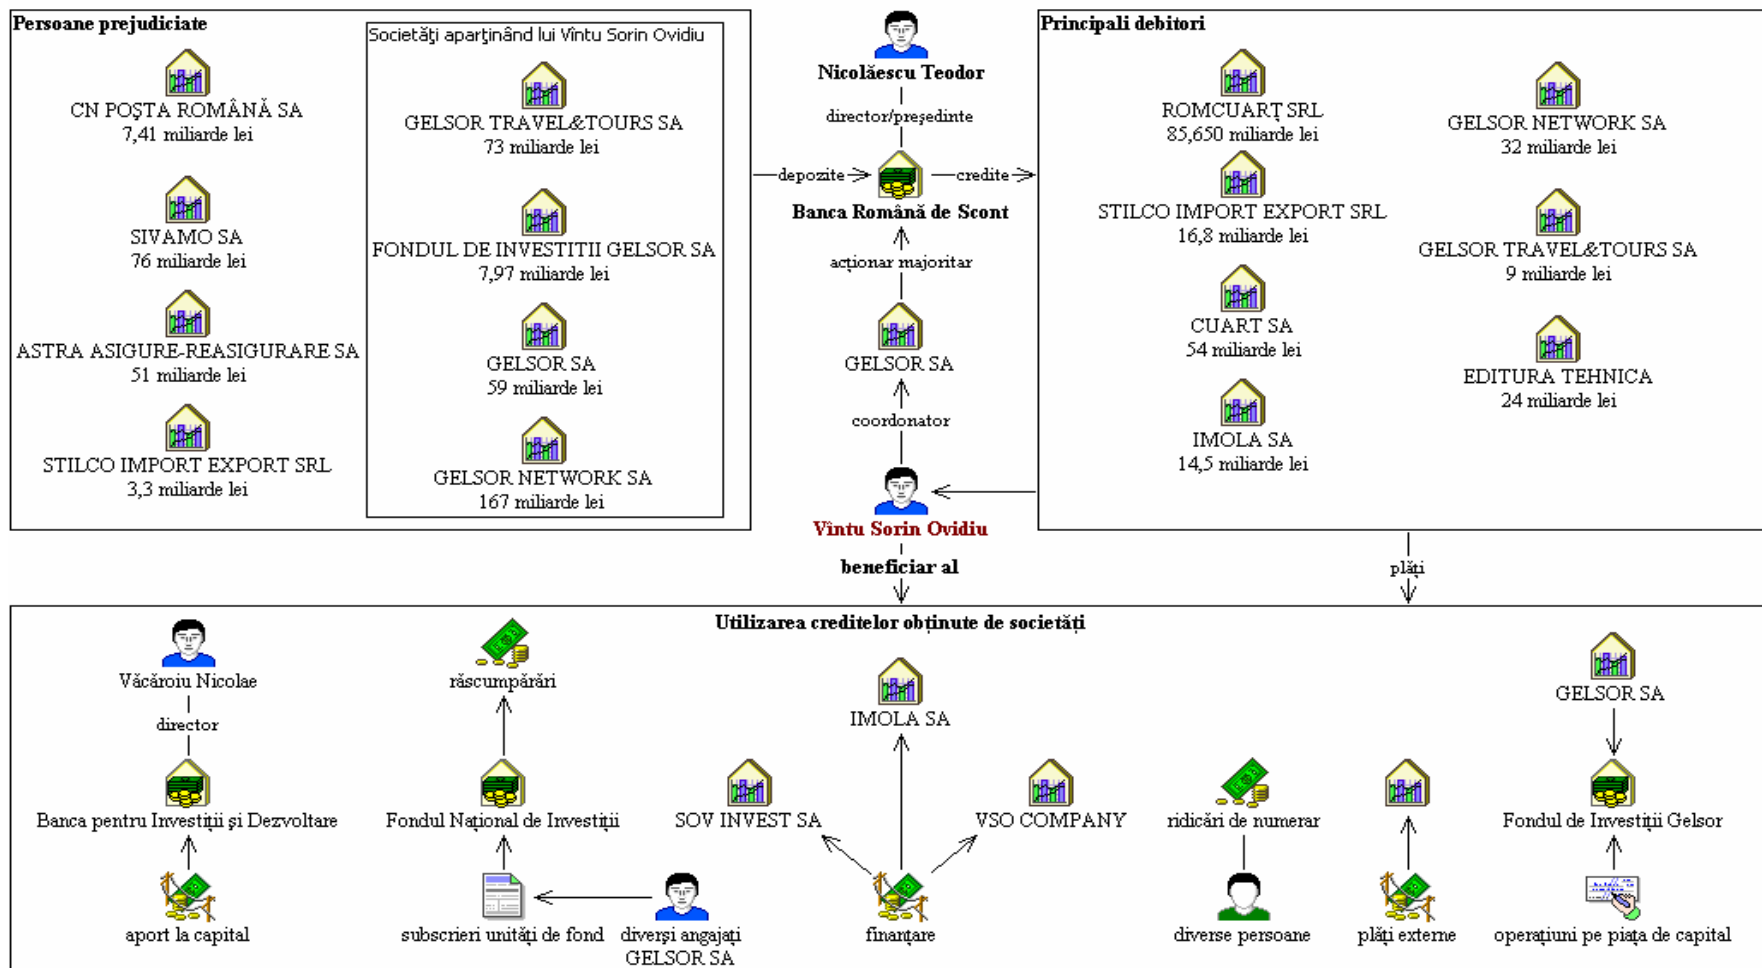 Persoane prejudiciate
CN POŞTA ROMÂNĂ SA
7,41 miliarde lei
SIVAMO SA
76 miliarde lei
ASTRA ASIGURE-REASIGURARE SA
51 miliarde lei
STILCO IMPORT EXPORT SRL
3,3 miliarde lei
Societăţi aparţinând lui Vîntu Sorin Ovidiu
GELSOR TRAVEL&TOURS SA
73 miliarde lei
FONDUL DE INVESTITII GELSOR SA
7,97 miliarde lei
GELSOR SA
59 miliarde lei
GELSOR NETWORK SA
167 miliarde lei
Nicolăescu Teodor
director/preşedinte
depozite
credite
Banca Română de Scont
acţionar majoritar
GELSOR SA
coordonator
Vîntu Sorin Ovidiu
beneficiar al
Principali debitori
ROMCUARŢ SRL
85,650 miliarde lei
STILCO IMPORT EXPORT SRL
16,8 miliarde lei
CUART SA
54 miliarde lei
IMOLA SA
14,5 miliarde lei
GELSOR NETWORK SA
32 miliarde lei
GELSOR TRAVEL&TOURS SA
9 miliarde lei
EDITURA TEHNICA
24 miliarde lei
plăţi
Utilizarea creditelor obţinute de societăţi
Văcăroiu Nicolae
director
Banca pentru Investiţii şi Dezvoltare
aport la capital
răscumpărări
Fondul Naţional de Investiţii
subscrieri unităţi de fond
diverşi angajaţi
GELSOR SA
IMOLA SA
SOV INVEST SA
VSO COMPANY
finanţare
ridicări de numerar
diverse persoane
plăţi externe
GELSOR SA
Fondul de Investiţii Gelsor
operaţiuni pe piaţa de capital